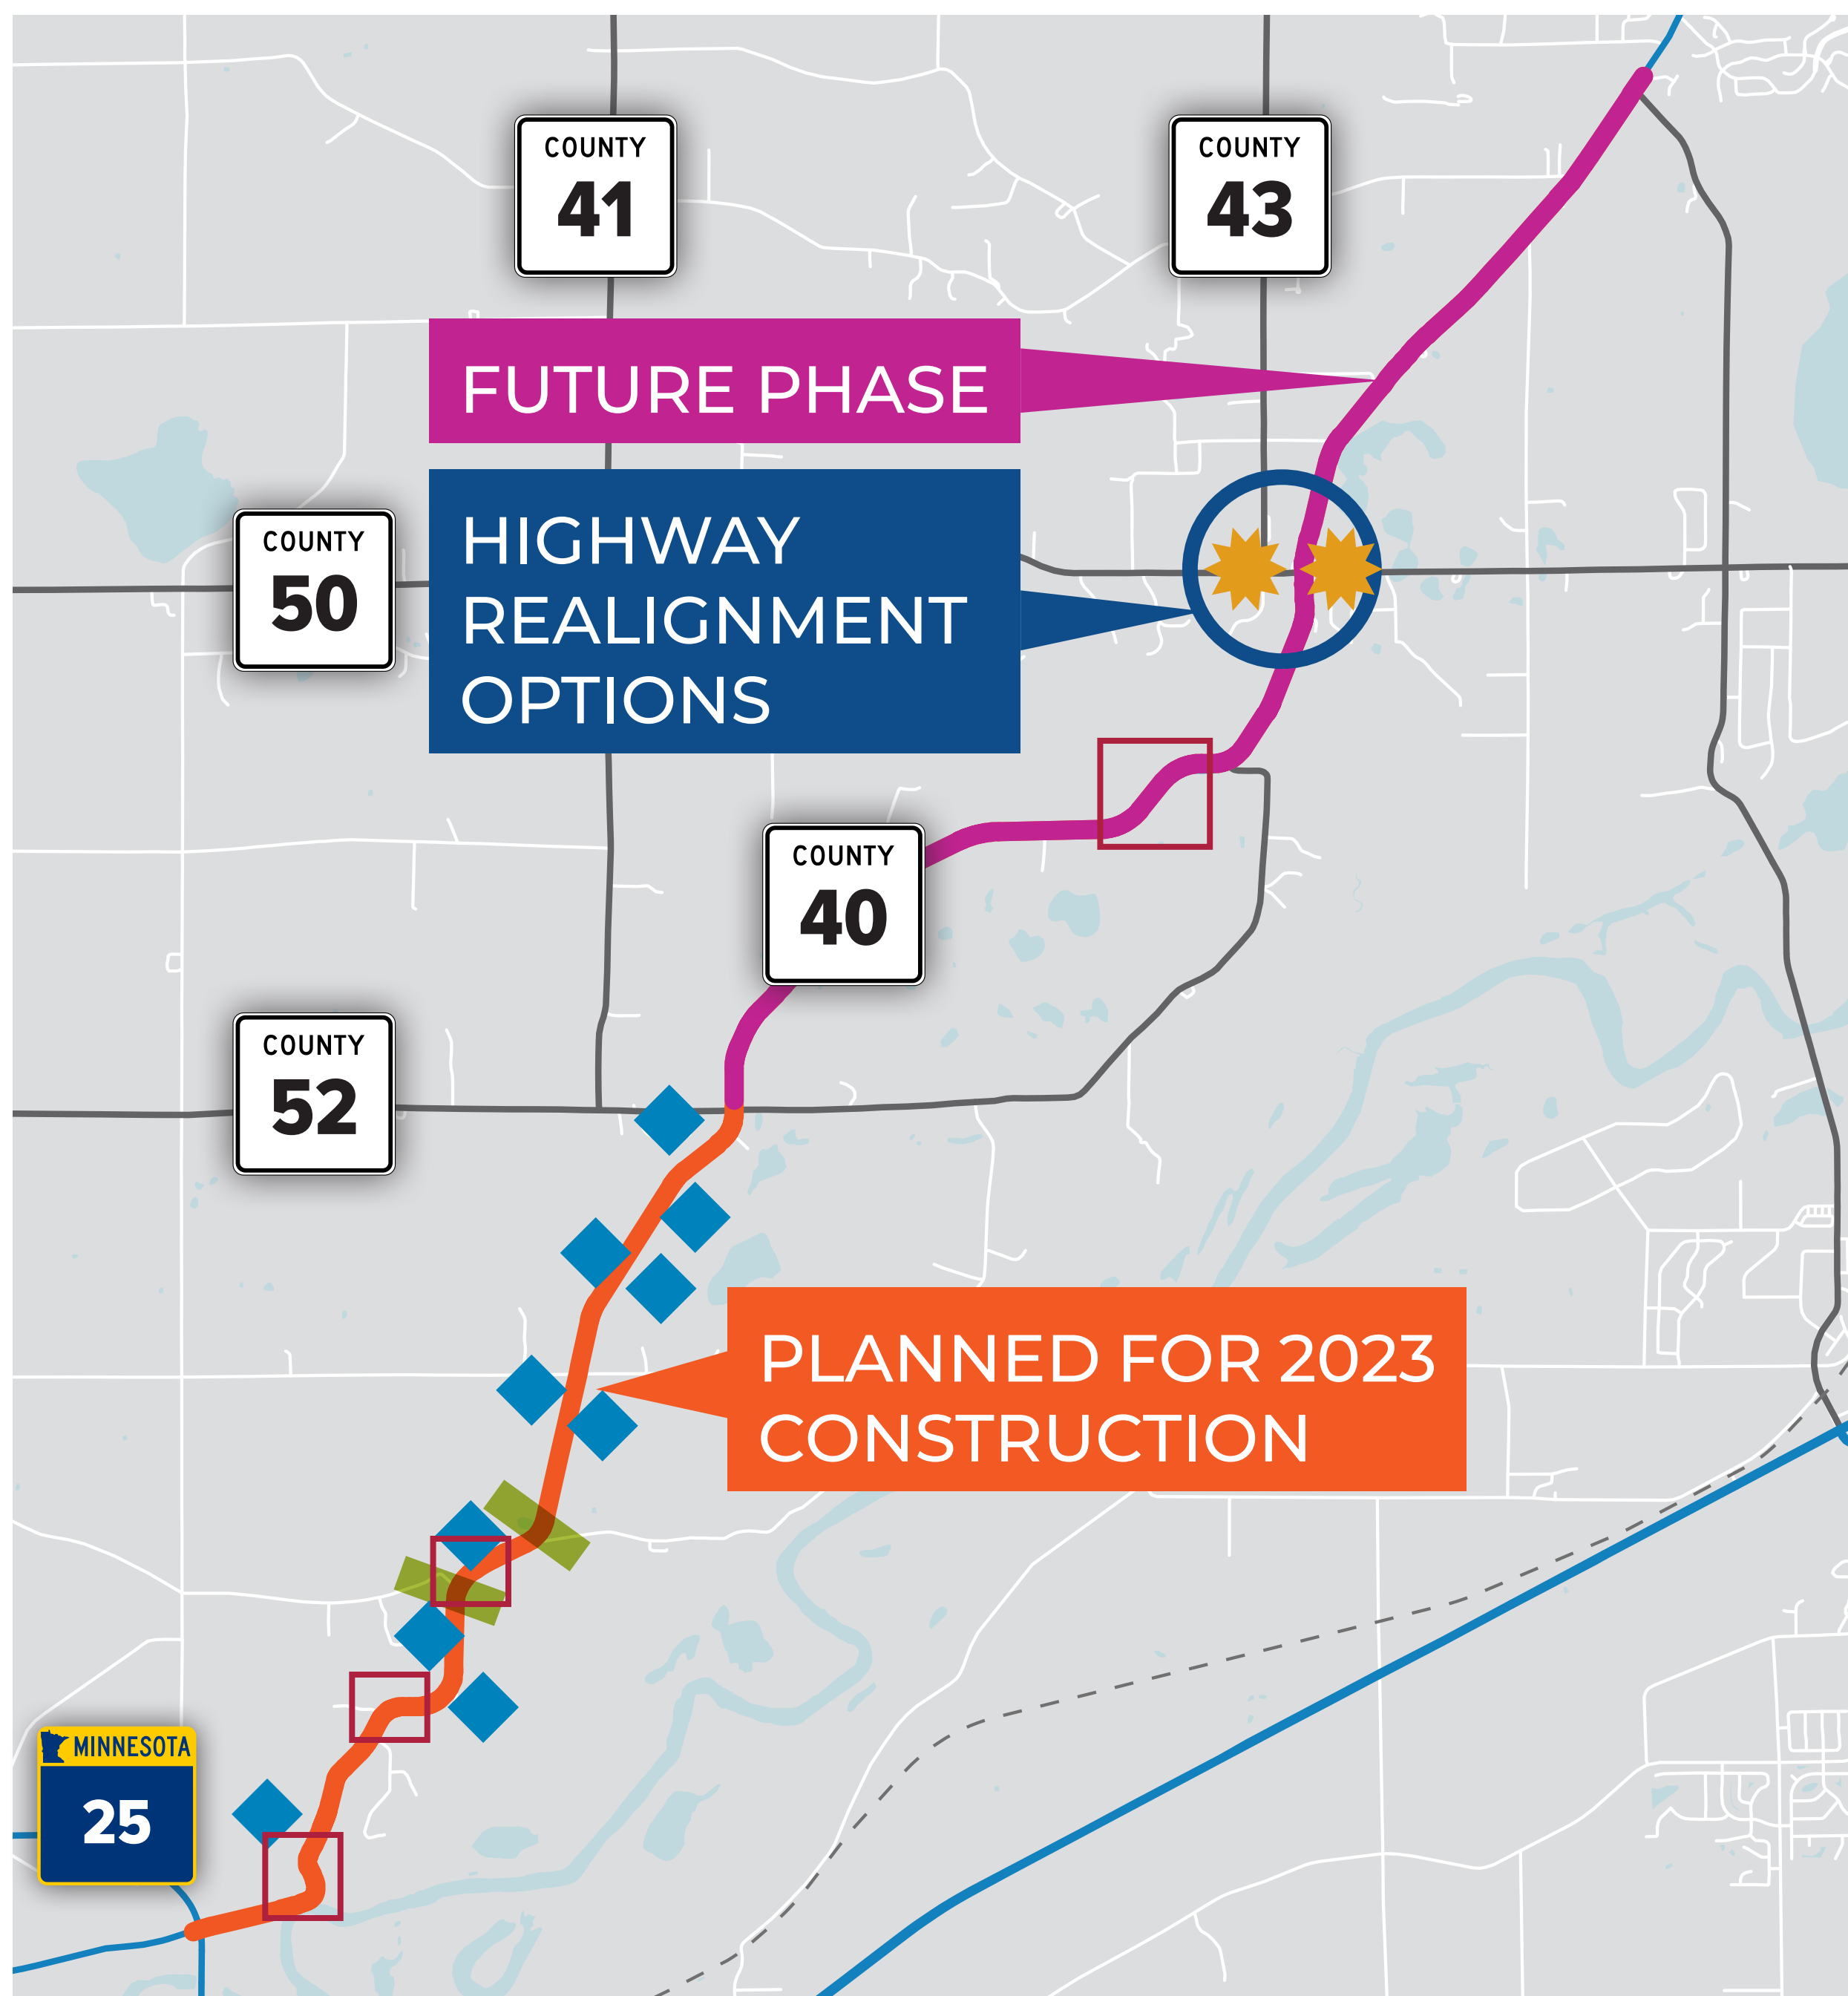 COUNTY
41
COUNTY
43
FUTURE PHASE
HIGHWAY
REALIGNMENT
OPTIONS
COUNTY
50
COUNTY
40
COUNTY
52
PLANNED FOR 2023
CONSTRUCTION
MINNESOTA
25